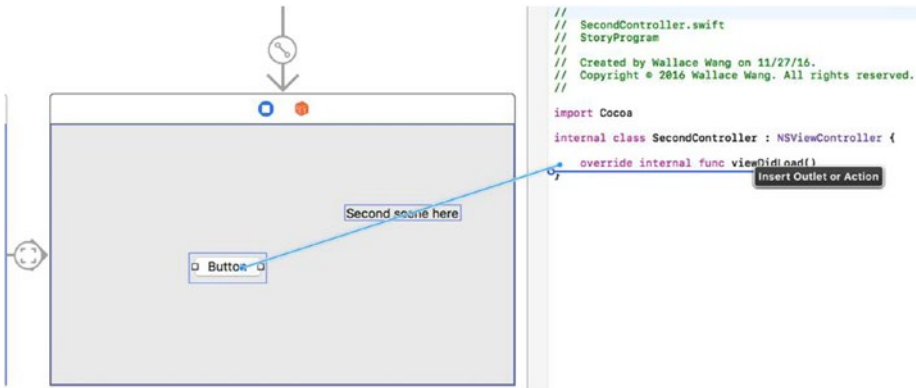 //
// SecondController.swift
// StoryProgram
//
// Created by Wallace Wang on 11/27/16.
// Copyright © 2016 Wallace Wang. All rights reserved.
//
import Cocoa
internal class SecondController : NSViewController {
override internal func viewDidLoad()
}
Insert Outlet or Action
Second scene here
Button